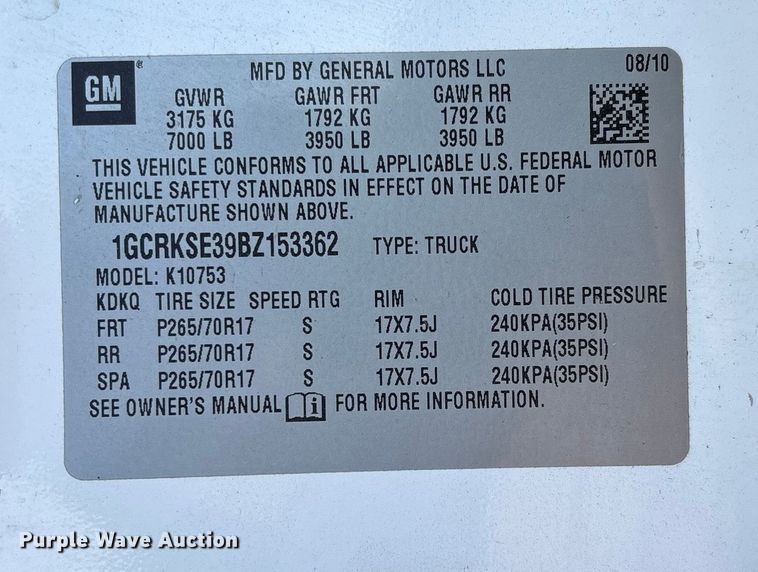 GM ® MFD BY GENERAL MOTORS LLC 08/10
GVWR GAWR FRT GAWR RR
3175 KG 1792 KG 1792 KG
7000 LB 3950 LB 3950 LB
THIS VEHICLE CONFORMS TO ALL APPLICABLE U.S. FEDERAL MOTOR
VEHICLE SAFETY STANDARDS IN EFFECT ON THE DATE OF
MANUFACTURE SHOWN ABOVE.
1GCRKSE39BZ153362 TYPE: TRUCK
MODEL: K10753
KDKQ TIRE SIZE SPEED RTG RIM COLD TIRE PRESSURE
FRT P265/70R17 S 17X7.5J 240KPA(35PSI)
RR P265/70R17 S 17X7.5J 240KPA(35PSI)
SPA P265/70R17 S 17X7.5J 240KPA(35PSI)
SEE OWNER'S MANUAL i FOR MORE INFORMATION.
Purple Wave Auction